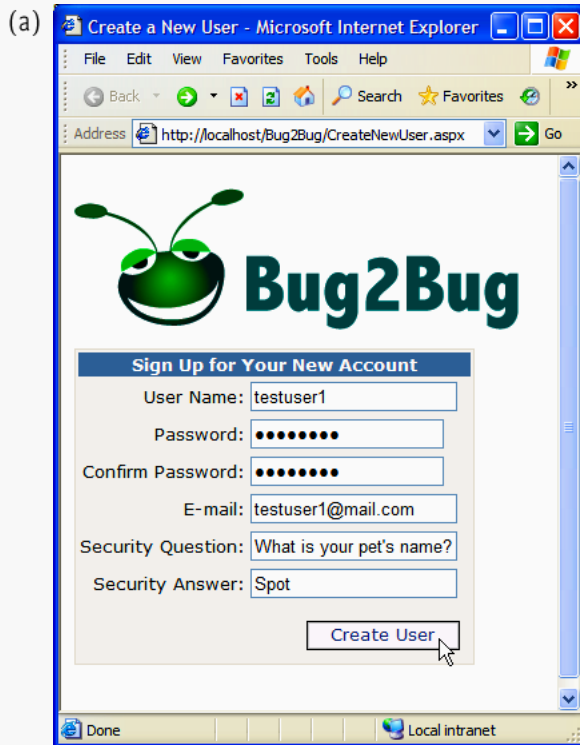 (a)
Create a New User - Microsoft Internet Explorer
File Edit View Favorites Tools Help
Back Search Favorites »
Address http://localhost/Bug2Bug/CreateNewUser.aspx Go
Bug2Bug
Sign Up for Your New Account
User Name: testuser1
Password: ●●●●●●●●
Confirm Password: ●●●●●●●●
E-mail: testuser1@mail.com
Security Question: What is your pet's name?
Security Answer: Spot
Create User
Done Local intranet